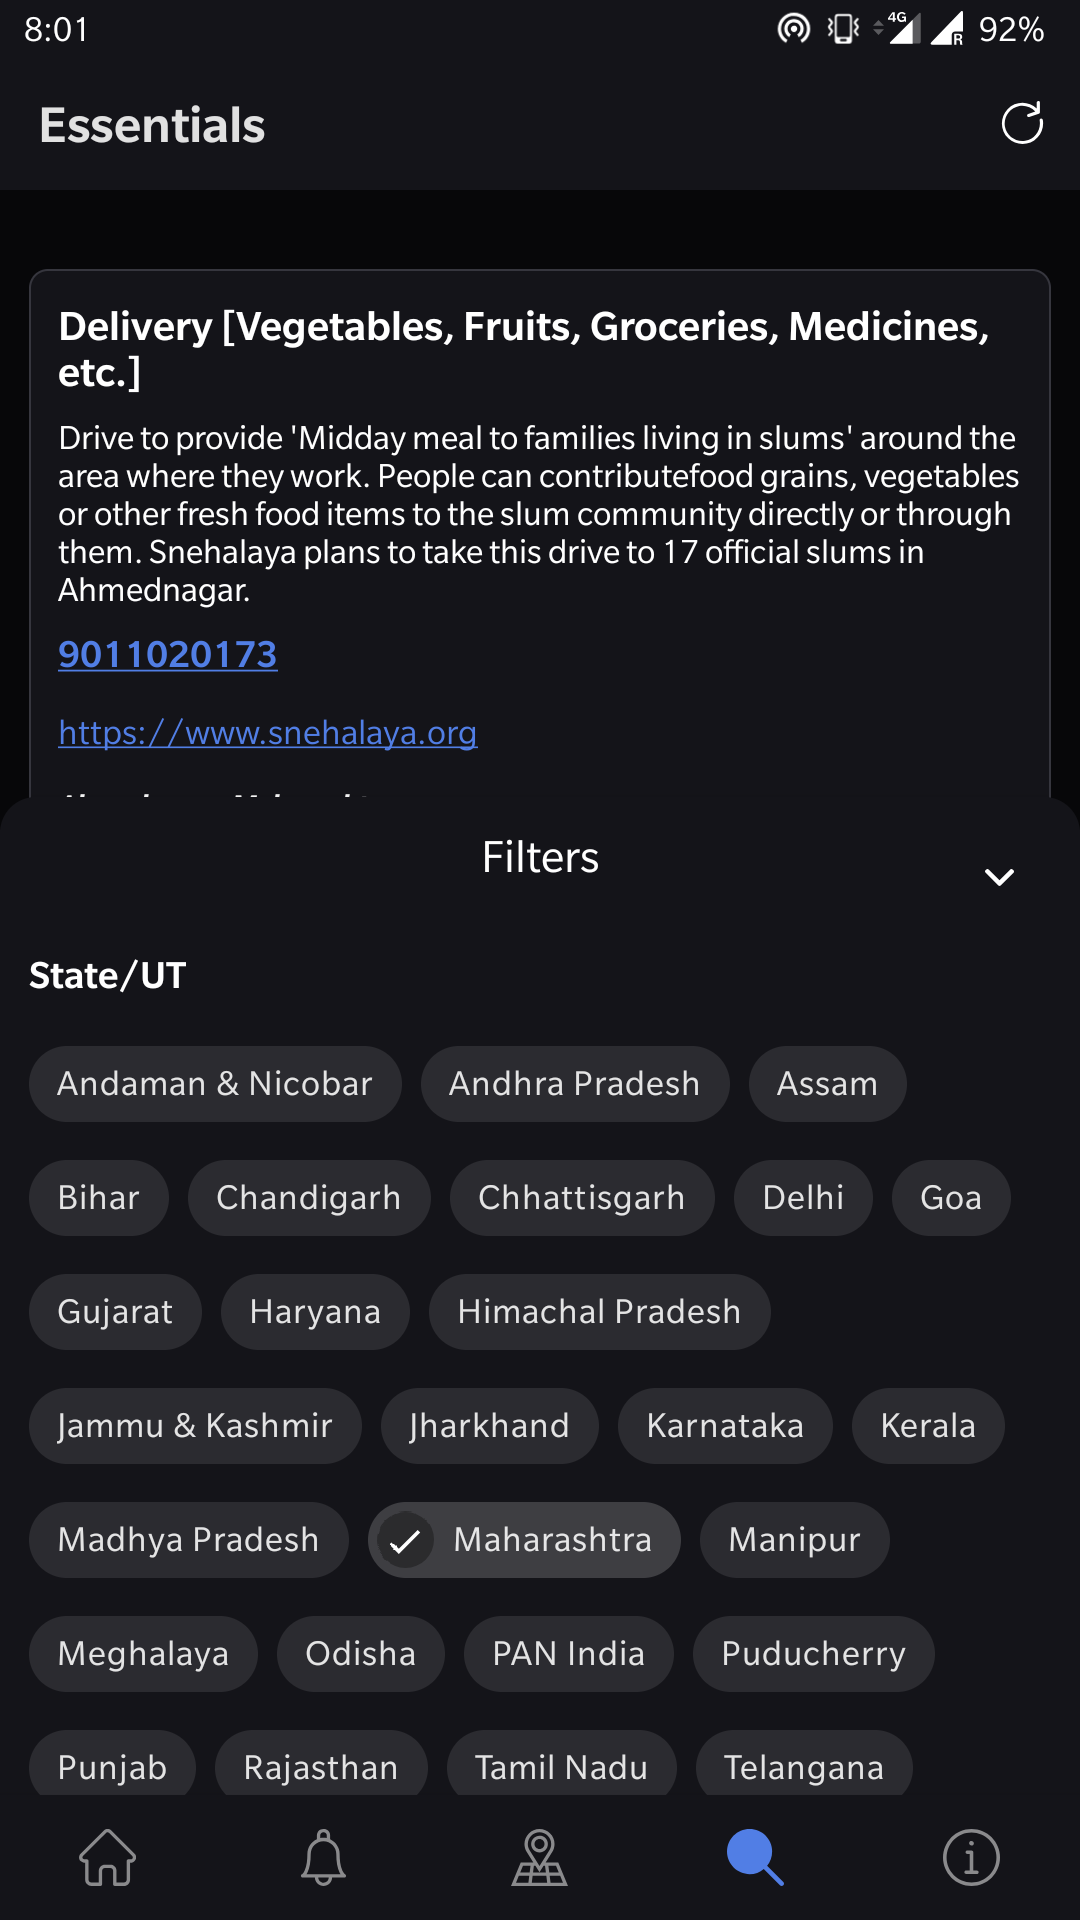 8:01
4G
R
92%
Essentials
Delivery [Vegetables, Fruits, Groceries, Medicines,
etc.]
Drive to provide 'Midday meal to families living in slums' around the
area where they work. People can contributefood grains, vegetables
or other fresh food items to the slum community directly or through
them. Snehalaya plans to take this drive to 17 official slums in
Ahmednagar.
9011020173
https://www.snehalaya.org
Filters
State/UT
Andaman & Nicobar Andhra Pradesh Assam
Bihar Chandigarh Chhattisgarh Delhi Goa
Gujarat Haryana Himachal Pradesh
Jammu & Kashmir Jharkhand Karnataka Kerala
Madhya Pradesh Maharashtra Manipur
Meghalaya Odisha PAN India Puducherry
Punjab Rajasthan Tamil Nadu Telangana